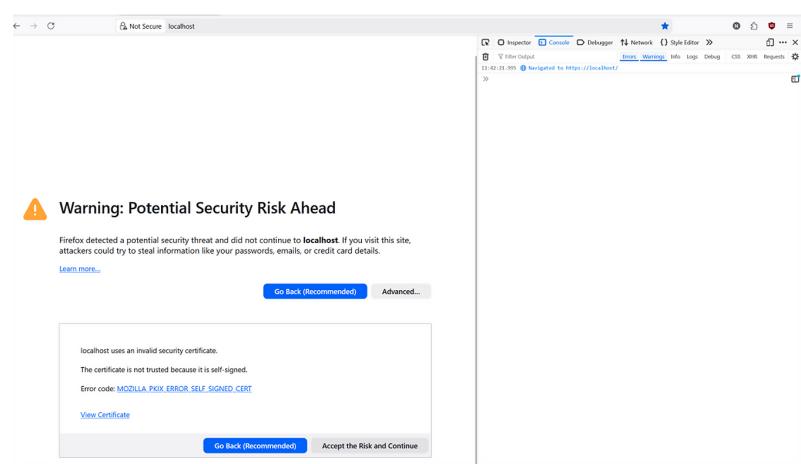 Not Secure localhost
Inspector Console Debugger Network Style Editor
Filter Output Errors Warnings Info Logs Debug CSS XHR Requests
Navigated to https://localhost/
Warning: Potential Security Risk Ahead
Firefox detected a potential security threat and did not continue to localhost. If you visit this site,
attackers could try to steal information like your passwords, emails, or credit card details.
Learn more...
Go Back (Recommended) Advanced...
localhost uses an invalid security certificate.
The certificate is not trusted because it is self-signed.
Error code: MOZILLA_PKIX_ERROR_SELF_SIGNED_CERT
View Certificate
Go Back (Recommended) Accept the Risk and Continue